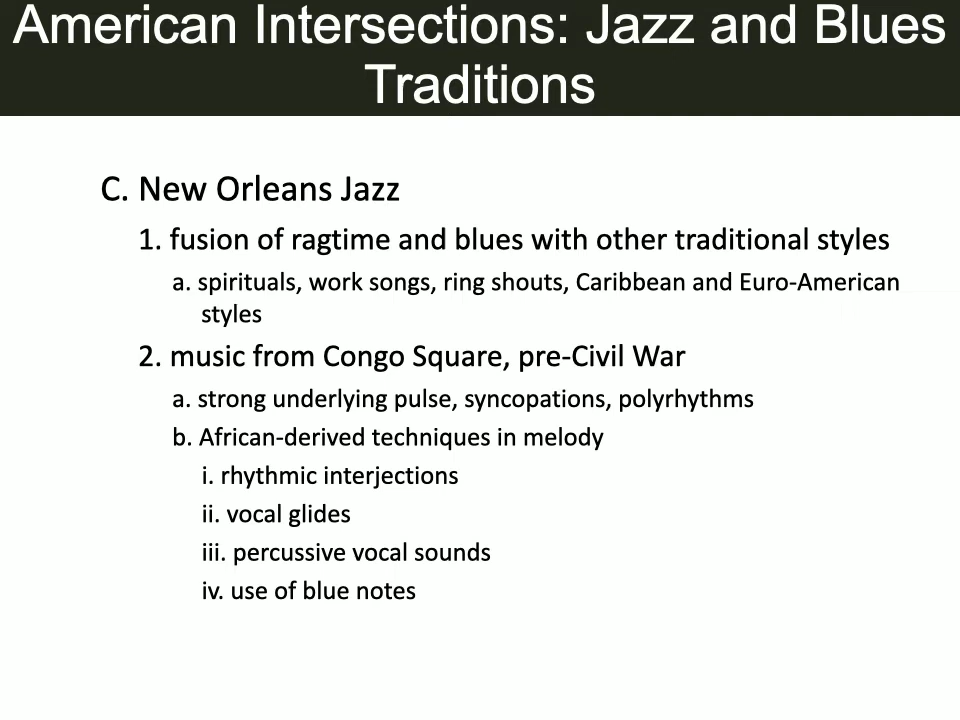 American Intersections: Jazz and Blues
Traditions
C. New Orleans Jazz
1. fusion of ragtime and blues with other traditional styles
a. spirituals, work songs, ring shouts, Caribbean and Euro-American
styles
2. music from Congo Square, pre-Civil War
a. strong underlying pulse, syncopations, polyrhythms
b. African-derived techniques in melody
i. rhythmic interjections
ii. vocal glides
iii. percussive vocal sounds
iv. use of blue notes